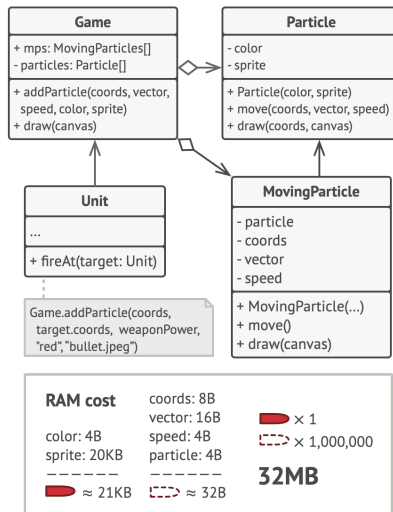 Game
+ mps: MovingParticles[]
- particles: Particle[]
+ addParticle(coords, vector,
speed, color, sprite)
+ draw(canvas)
Particle
- color
- sprite
+ Particle(color, sprite)
+ move(coords, vector, speed)
+ draw(coords, canvas)
Unit
...
+ fireAt(target: Unit)
MovingParticle
- particle
- coords
- vector
- speed
+ MovingParticle(...)
+ move()
+ draw(canvas)
Game.addParticle(coords,
target.coords, weaponPower,
"red", "bullet.jpeg")
RAM cost
color: 4B
sprite: 20KB
≈ 21KB
coords: 8B
vector: 16B
speed: 4B
particle: 4B
≈ 32B
× 1
× 1,000,000
32MB